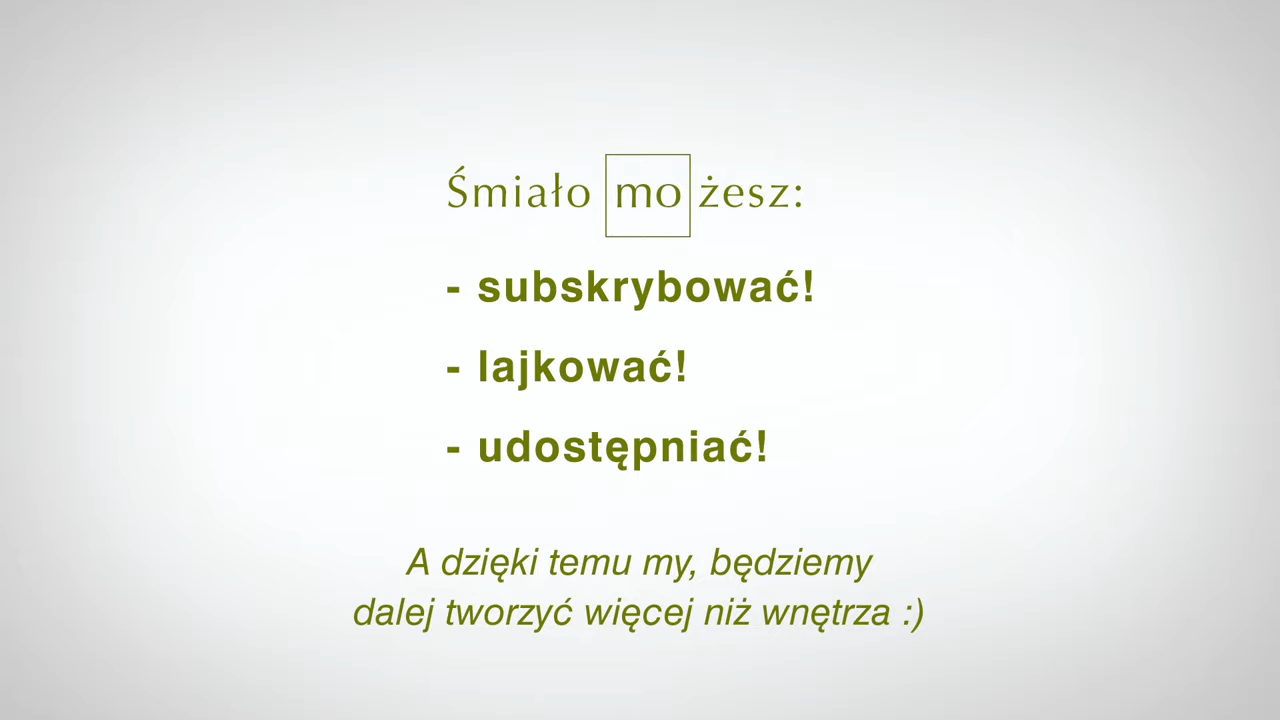 Śmiało możesz:
- subskrybować!
- lajkować!
- udostępniać!
A dzięki temu my, będziemy
dalej tworzyć więcej niż wnętrza :)